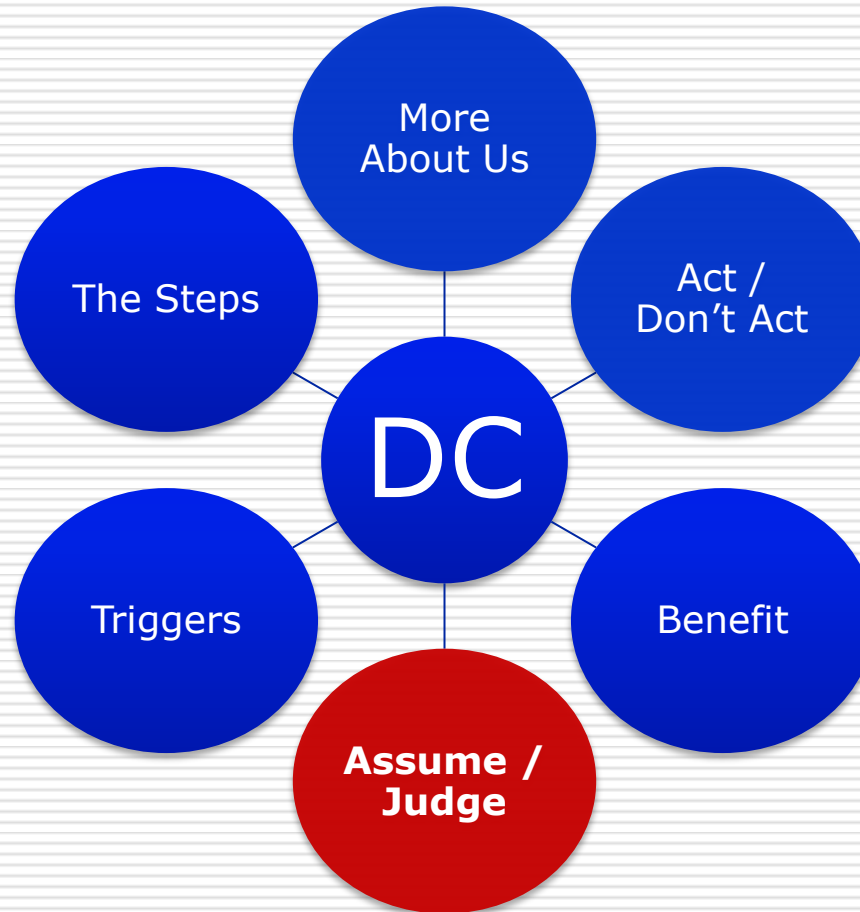 More
About Us
The Steps
Act /
Don’t Act
DC
Triggers
Benefit
Assume /
Judge